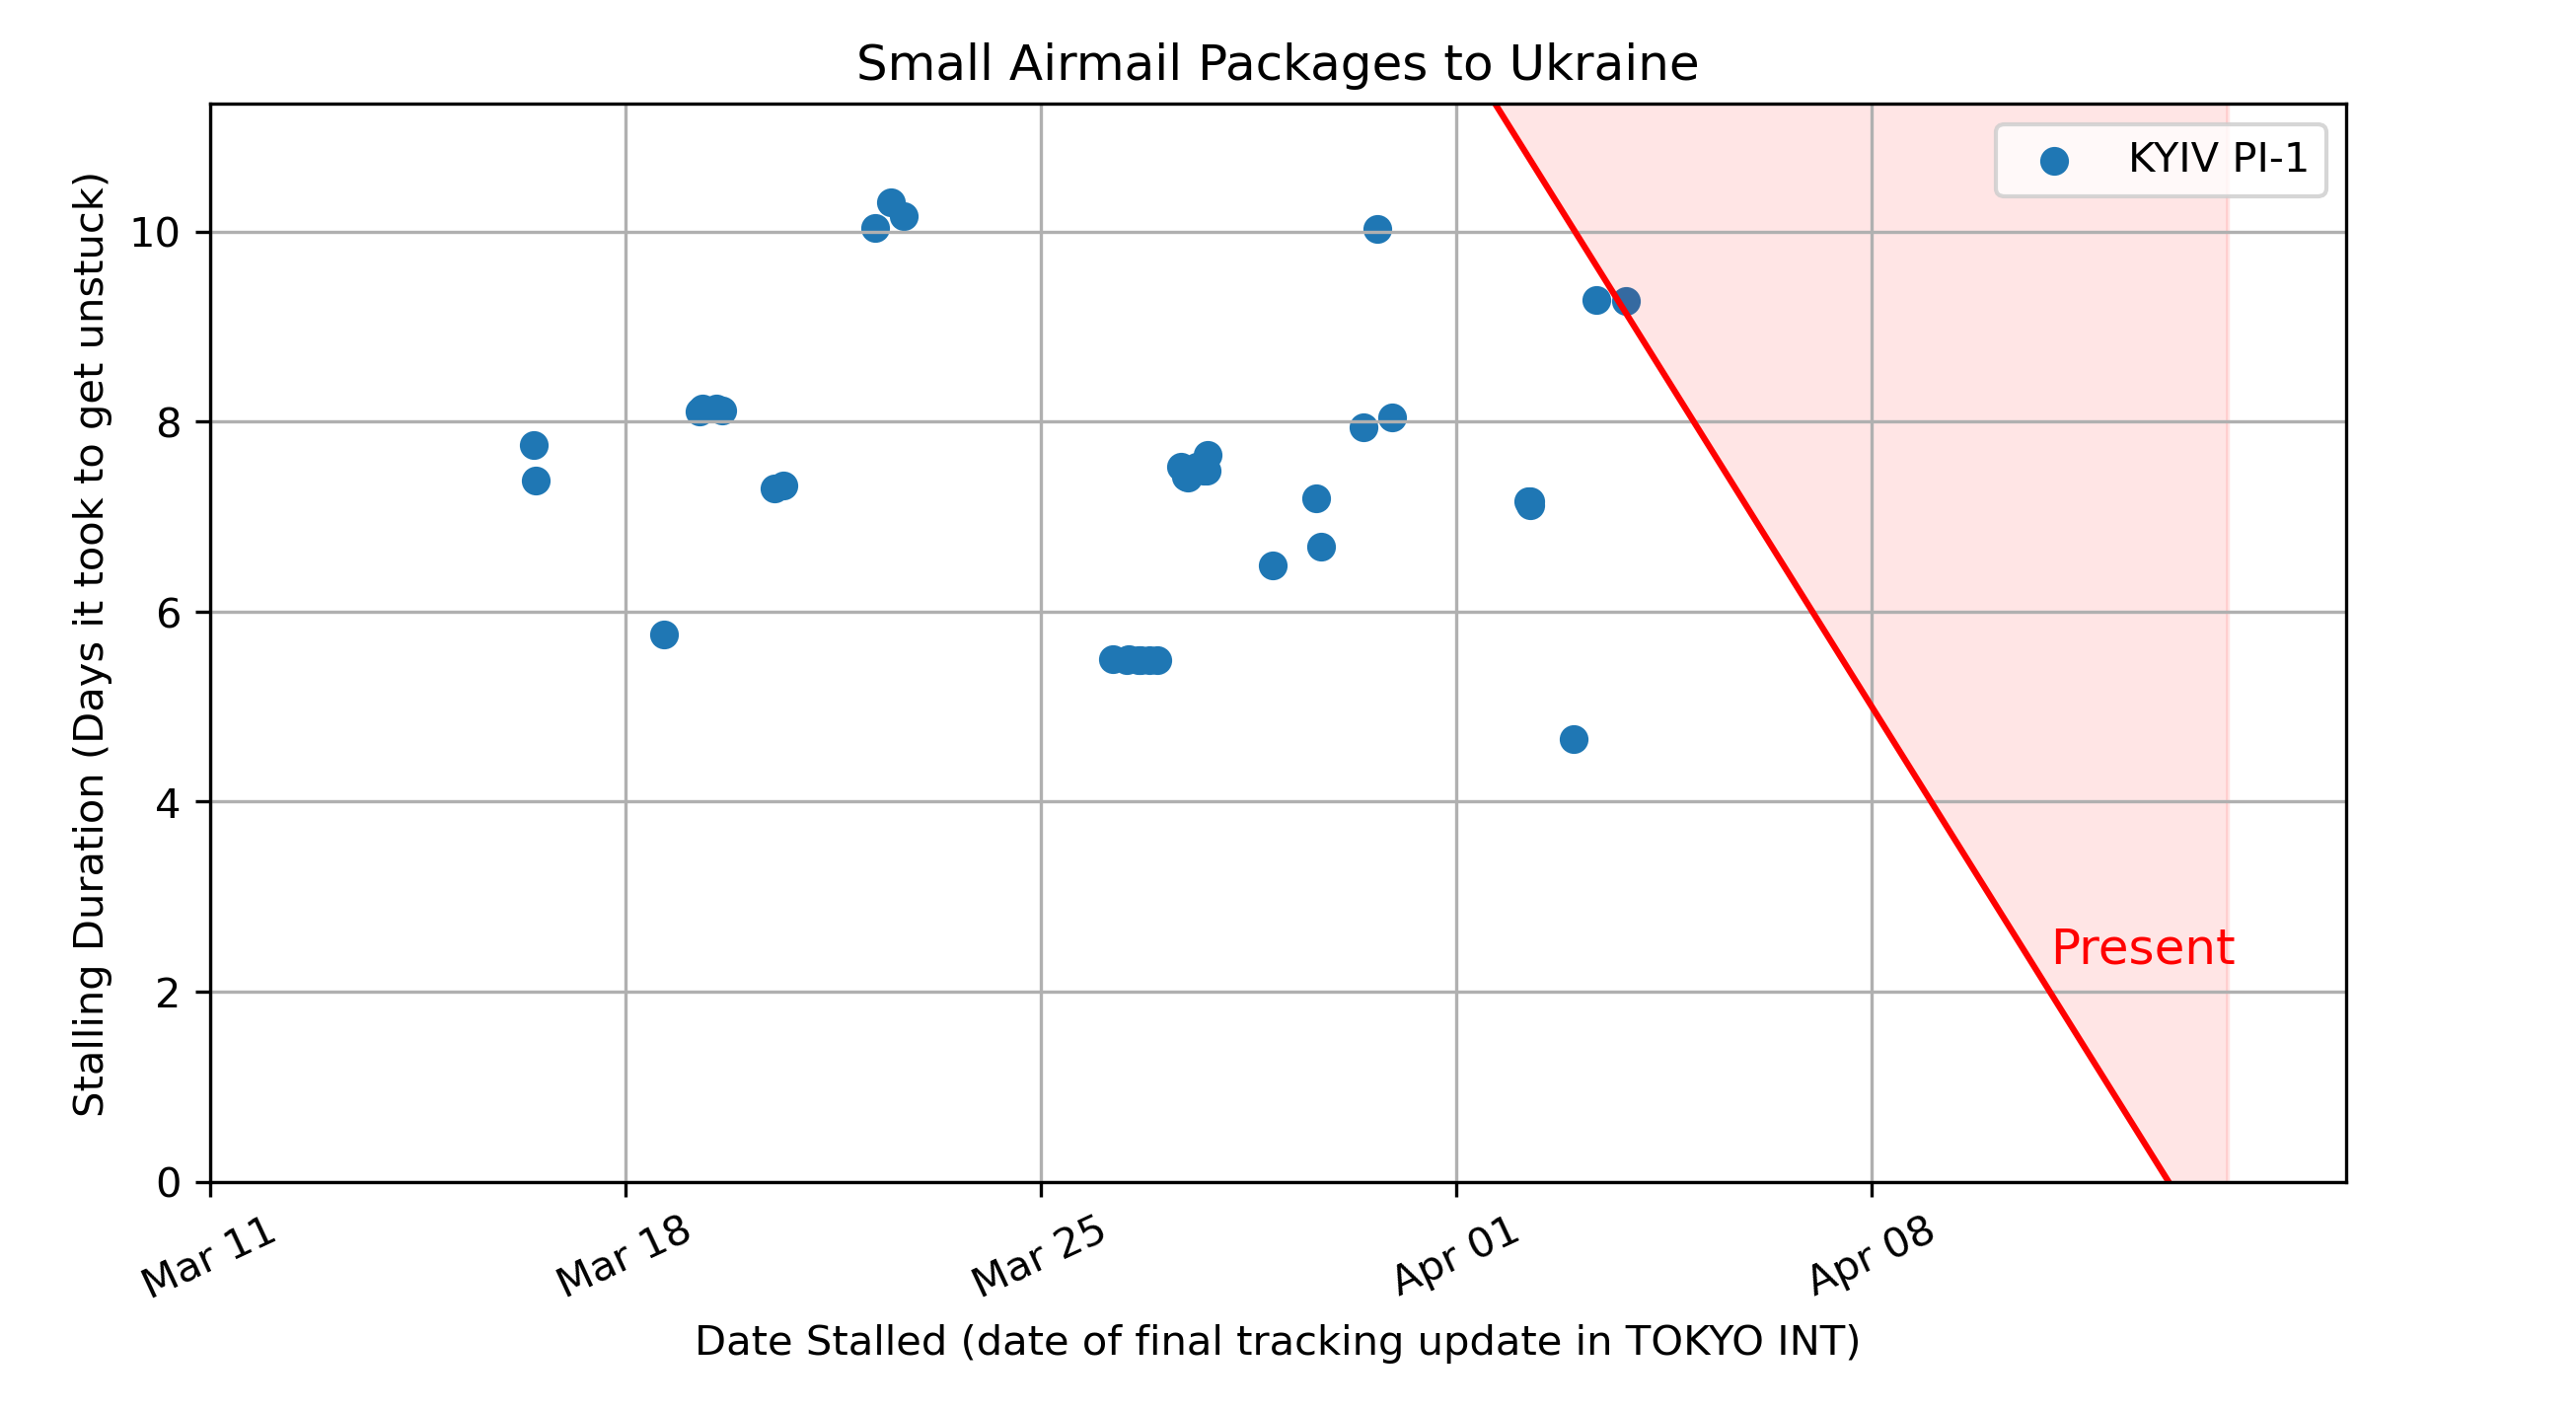 Small Airmail Packages to Ukraine
KYIV PI-1
Stalling Duration (Days it took to get unstuck)
10
8
6
4
2
0
Present
Mar 11
Mar 18
Mar 25
Apr 01
Apr 08
Date Stalled (date of final tracking update in TOKYO INT)